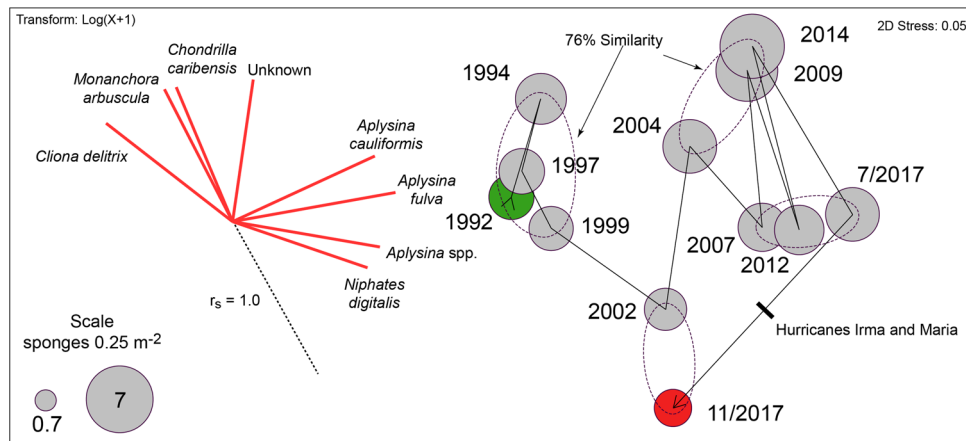 Transform: Log(X+1)
2D Stress: 0.05
Chondrilla
caribensis
Unknown
Monanchora
arbuscula
Cliona delitrix
Aplysina
cauliformis
Aplysina
fulva
Aplysina spp.
Niphates
digitalis
rs = 1.0
Scale
sponges 0.25 m-2
0.7
7
76% Similarity
1994
1997
1992
1999
2002
2004
2007
2012
2014
2009
7/2017
Hurricanes Irma and Maria
11/2017